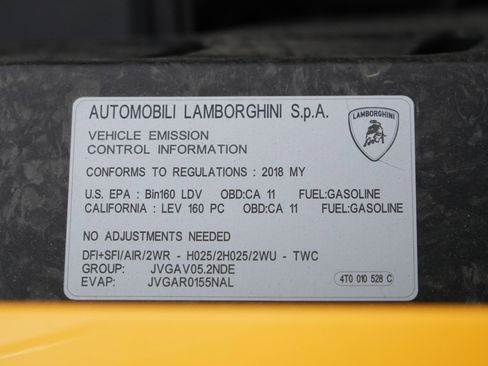 AUTOMOBILI LAMBORGHINI S.p.A.
LAMBORGHINI
VEHICLE EMISSION
CONTROL INFORMATION
CONFORMS TO REGULATIONS : 2018 MY
U.S. EPA : Bin160 LDV OBD:CA 11 FUEL:GASOLINE
CALIFORNIA : LEV 160 PC OBD:CA 11 FUEL:GASOLINE
NO ADJUSTMENTS NEEDED
DFI+SFI/AIR/2WR - H025/2H025/2WU - TWC
GROUP: JVGAV05.2NDE
EVAP: JVGAR0155NAL
4T0 010 528 C